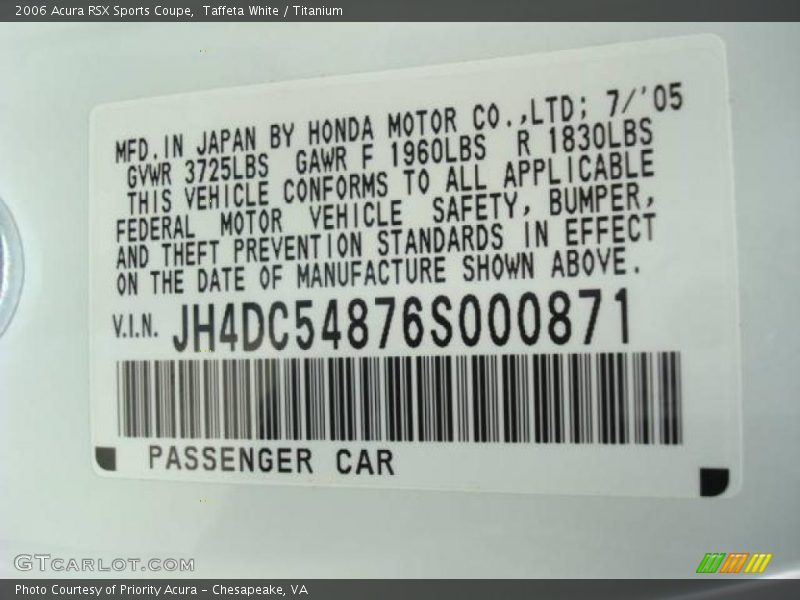 2006 Acura RSX Sports Coupe, Taffeta White / Titanium
MFD. IN JAPAN BY HONDA MOTOR CO.,LTD; 7/'05
GVWR 3725LBS GAWR F 1960LBS R 1830LBS
THIS VEHICLE CONFORMS TO ALL APPLICABLE
FEDERAL MOTOR VEHICLE SAFETY, BUMPER,
AND THEFT PREVENTION STANDARDS IN EFFECT
ON THE DATE OF MANUFACTURE SHOWN ABOVE.
V.I.N. JH4DC54876S000871
PASSENGER CAR
GTCARLOT.COM
Photo Courtesy of Priority Acura - Chesapeake, VA